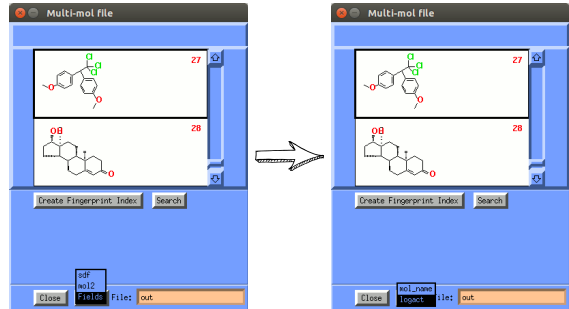 Multi-mol file
27
Cl
Cl
Cl
O
O
28
OH
O
Create Fingerprint Index Search
sdf
mol2
Fields
Close File: out
Multi-mol file
27
Cl
Cl
Cl
O
O
28
OH
O
Create Fingerprint Index Search
mol_name
logact
Close ile: out